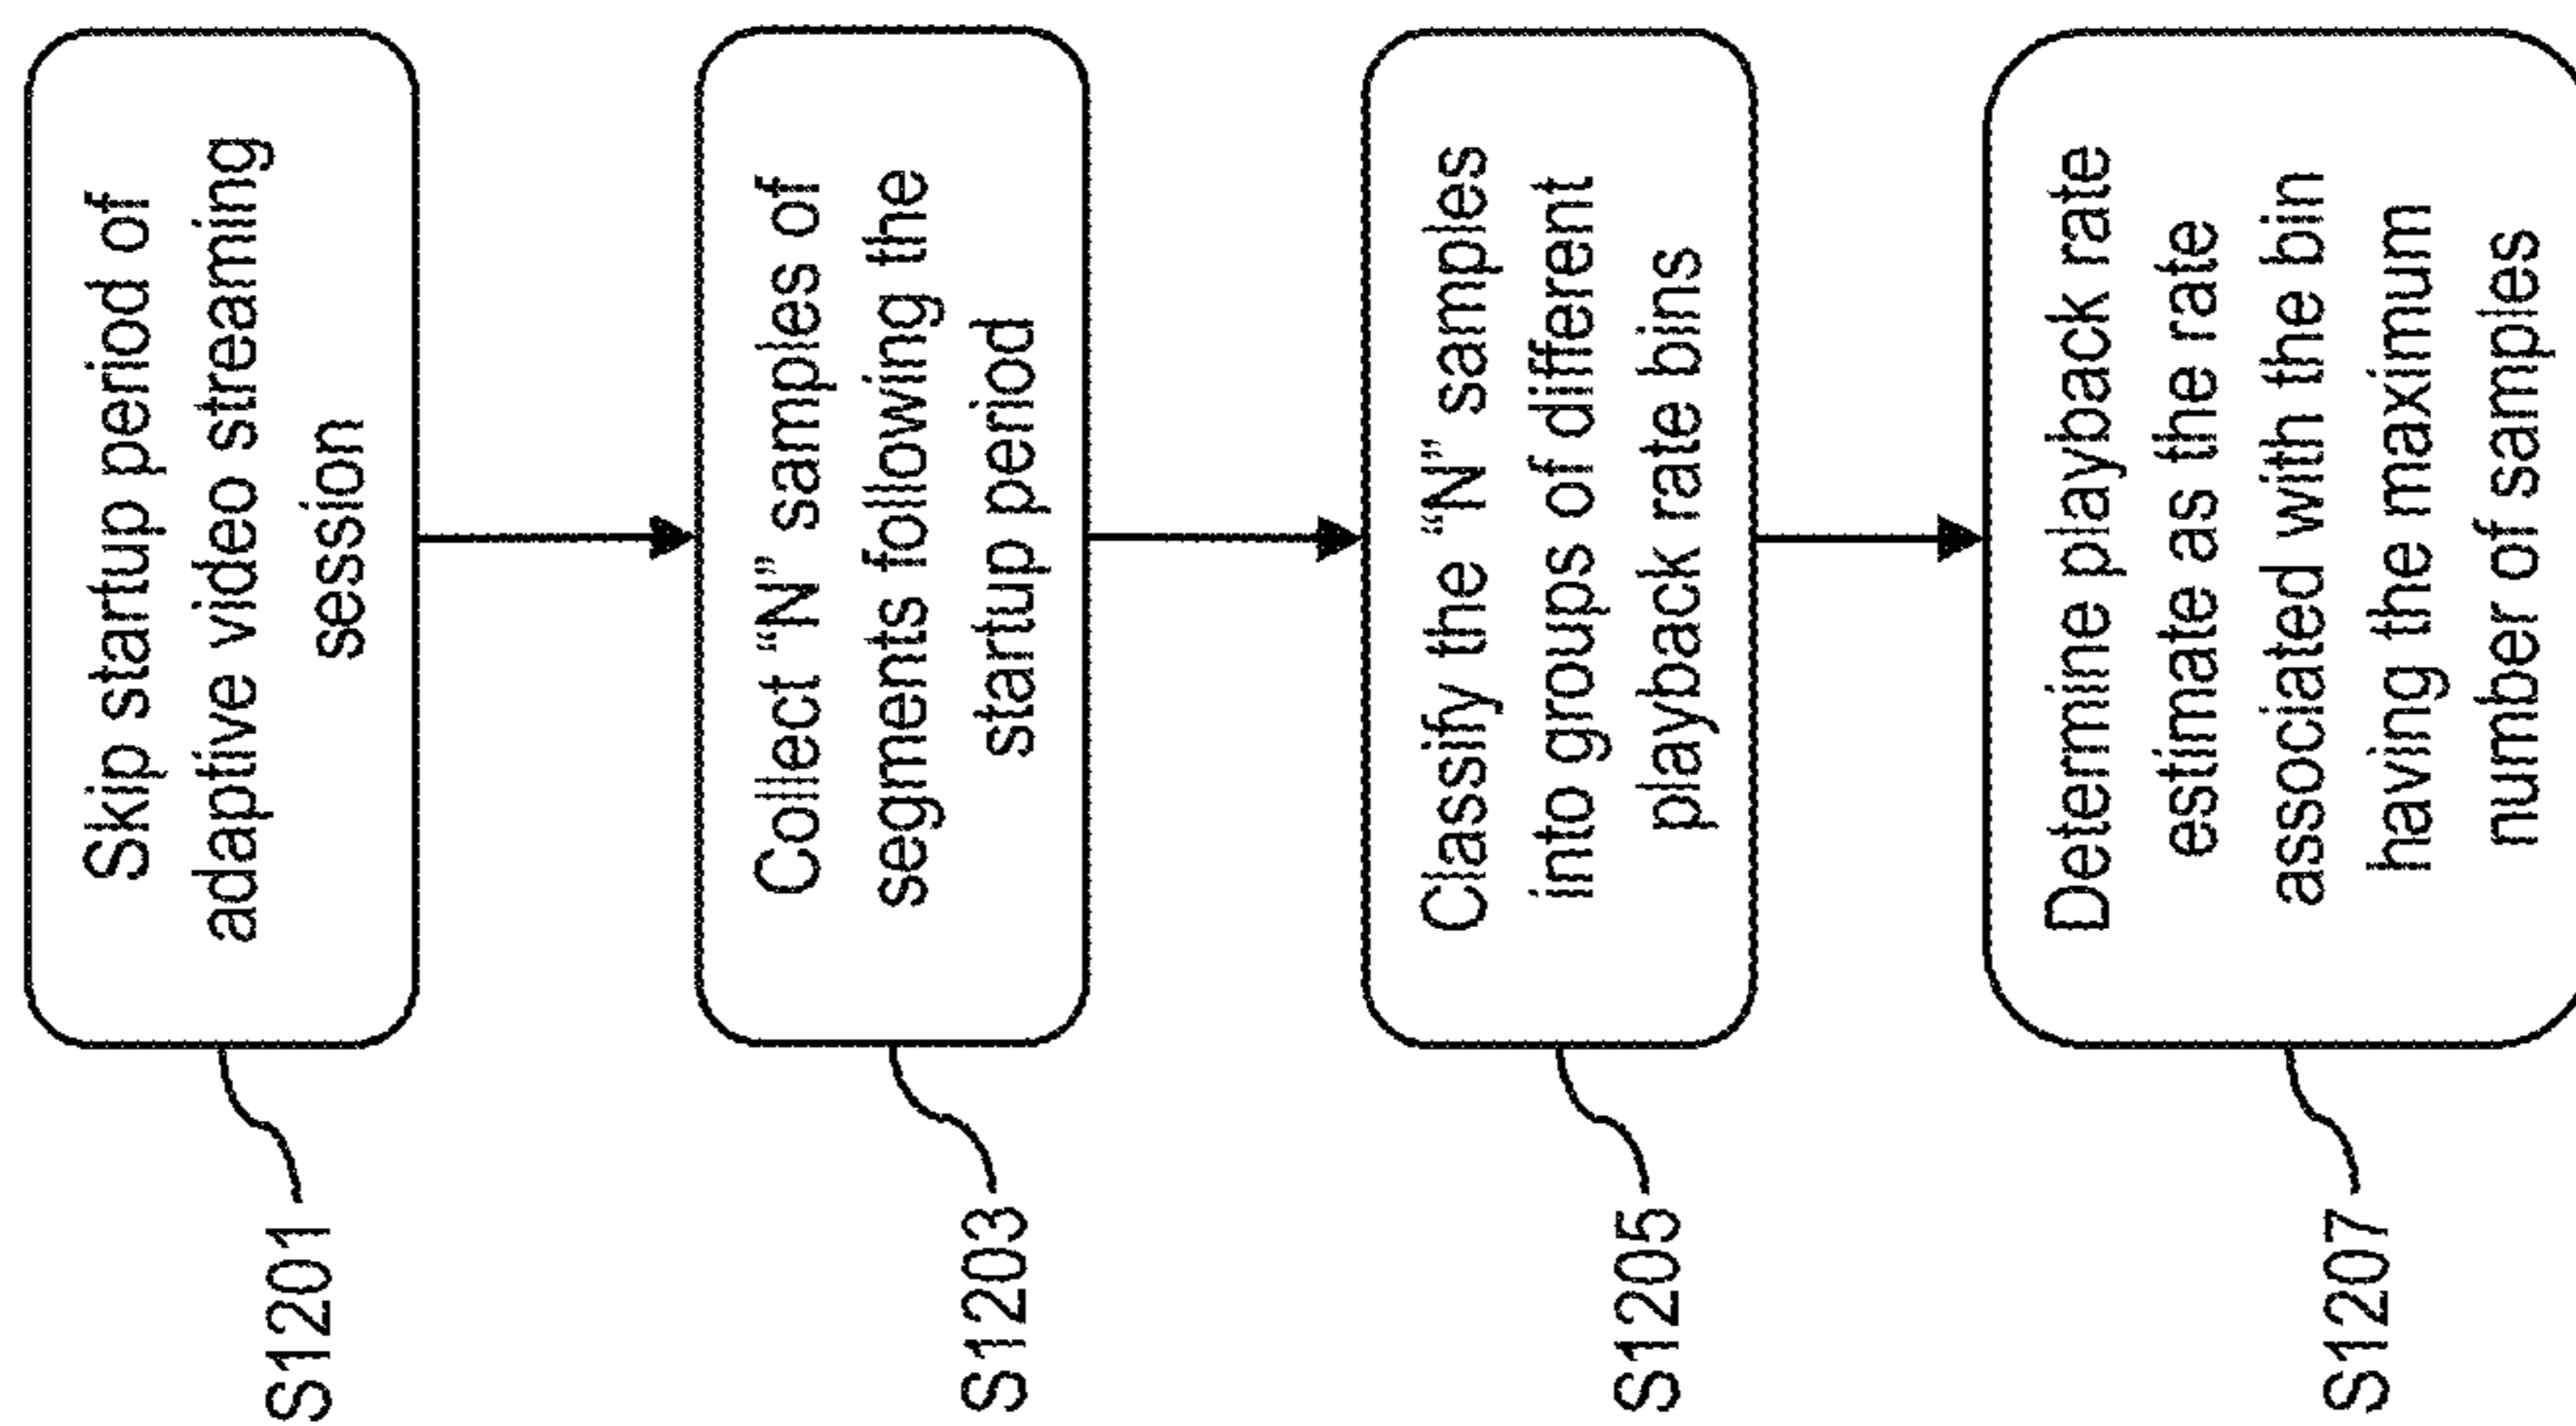 Skip startup period of
adaptive video streaming
session
S1201
Collect “N” samples of
segments following the
startup period
S1203
Classify the “N” samples
into groups of different
playback rate bins
S1205
Determine playback rate
estimate as the rate
associated with the bin
having the maximum
number of samples
S1207